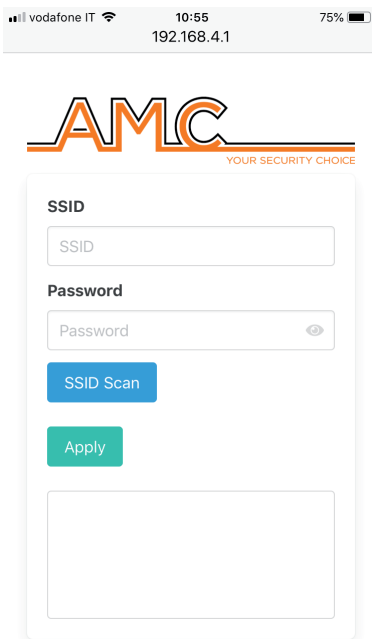 vodafone IT 10:55 75%
192.168.4.1
AMC
YOUR SECURITY CHOICE
SSID
SSID
Password
Password
SSID Scan
Apply